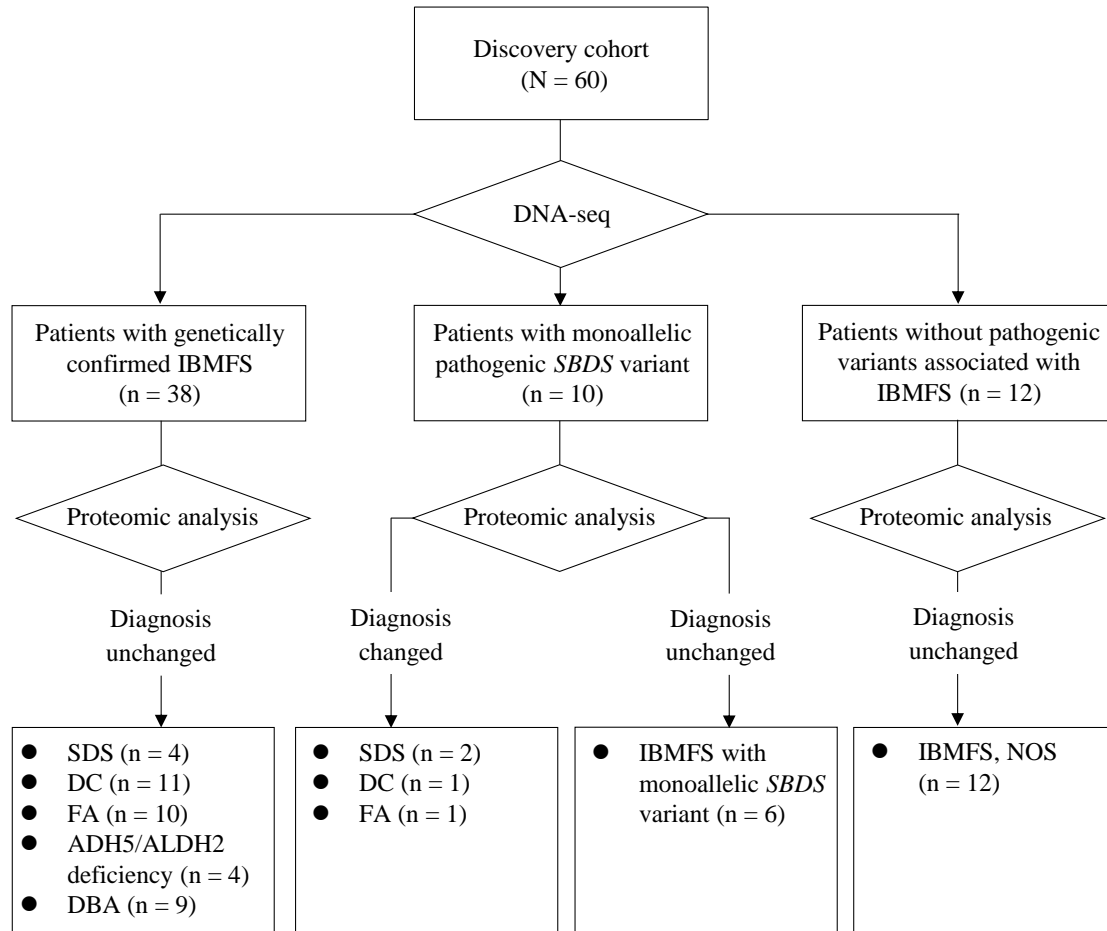 Discovery cohort
(N = 60)
DNA-seq
Patients with genetically
confirmed IBMFS
(n = 38)
Patients with monoallelic
pathogenic SBDS variant
(n = 10)
Patients without pathogenic
variants associated with
IBMFS (n = 12)
Proteomic analysis
Proteomic analysis
Proteomic analysis
Diagnosis
unchanged
Diagnosis
changed
Diagnosis
unchanged
Diagnosis
unchanged
● SDS (n = 4)
● DC (n = 11)
● FA (n = 10)
● ADH5/ALDH2
deficiency (n = 4)
● DBA (n = 9)
● SDS (n = 2)
● DC (n = 1)
● FA (n = 1)
● IBMFS with
monoallelic SBDS
variant (n = 6)
● IBMFS, NOS
(n = 12)